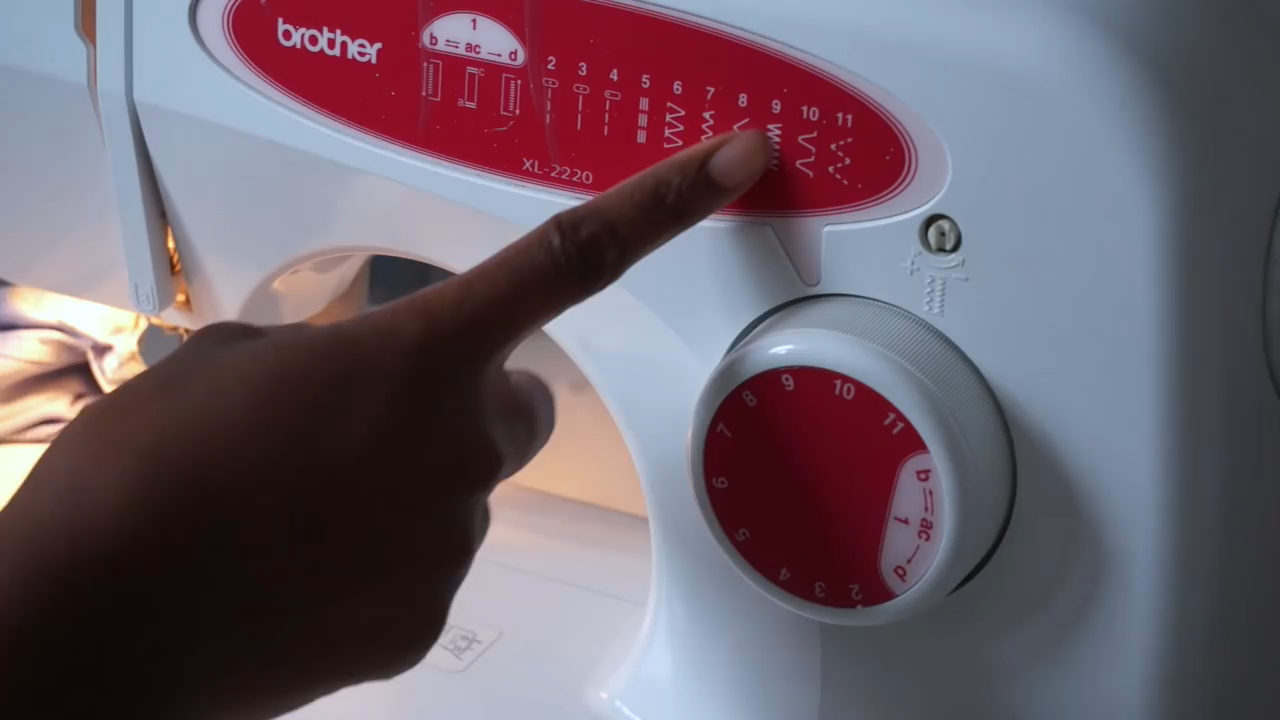 brother
1
b ⇌ ac → d
c
a
2 3 4 5 6 7 8 9 10 11
XL-2220
4
8 9 10 11
7
6
5
4 3 2
b ⇌ ac → d
1